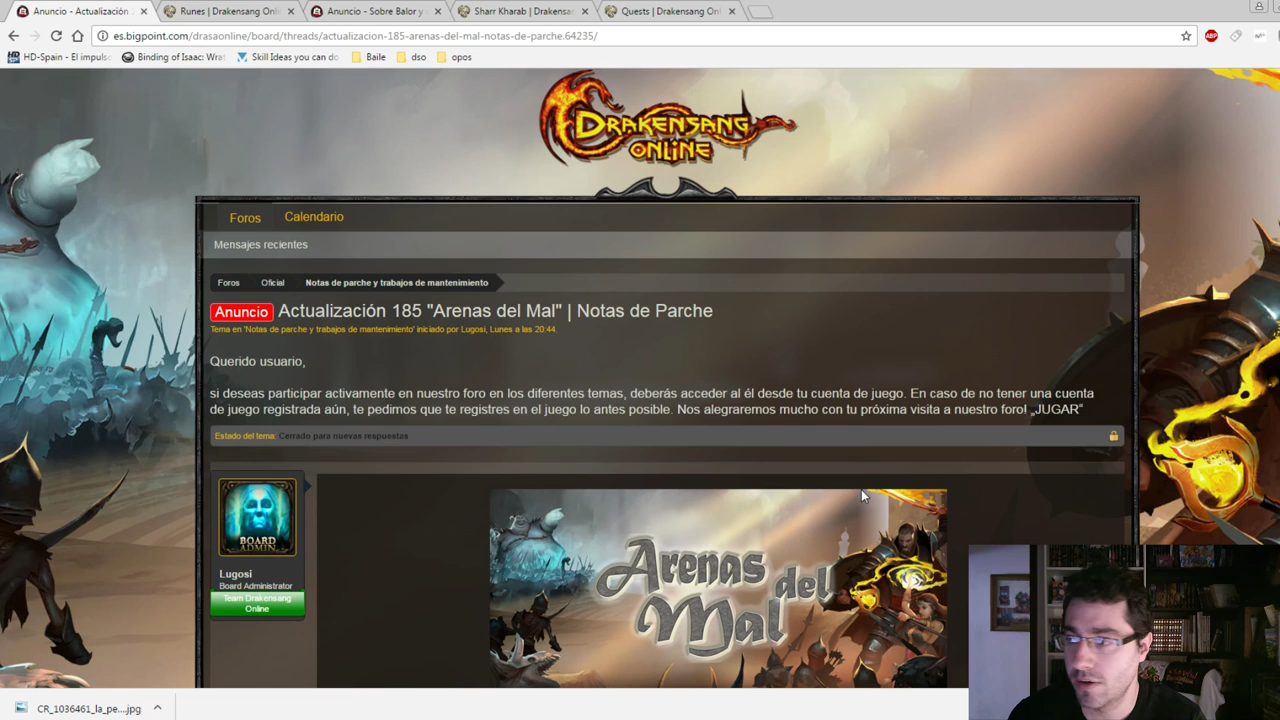 Anuncio - Actualización
Runes | Drakensang Onli
Anuncio - Sobre Balor y
Sharr Kharab | Drakensan
Quests | Drakensang Onl
es.bigpoint.com/drasaonline/board/threads/actualizacion-185-arenas-del-mal-notas-de-parche.64235/
ABP
HD-Spain - El impuls
Binding of Isaac: Wrat
Skill Ideas you can do
Baile
dso
opos
DRAKENSANG
ONLINE
Foros
Calendario
Mensajes recientes
Foros
Oficial
Notas de parche y trabajos de mantenimiento
Anuncio Actualización 185 "Arenas del Mal" | Notas de Parche
Tema en 'Notas de parche y trabajos de mantenimiento' iniciado por Lugosi, Lunes a las 20:44.
Querido usuario,
si deseas participar activamente en nuestro foro en los diferentes temas, deberás acceder al él desde tu cuenta de juego. En caso de no tener una cuenta
de juego registrada aún, te pedimos que te registres en el juego lo antes posible. Nos alegraremos mucho con tu próxima visita a nuestro foro! „JUGAR“
Estado del tema: Cerrado para nuevas respuestas
BOARD
ADMIN
Lugosi
Board Administrator
Team Drakensang
Online
Arenas
del
Mal
CR_1036461_la_pe....jpg